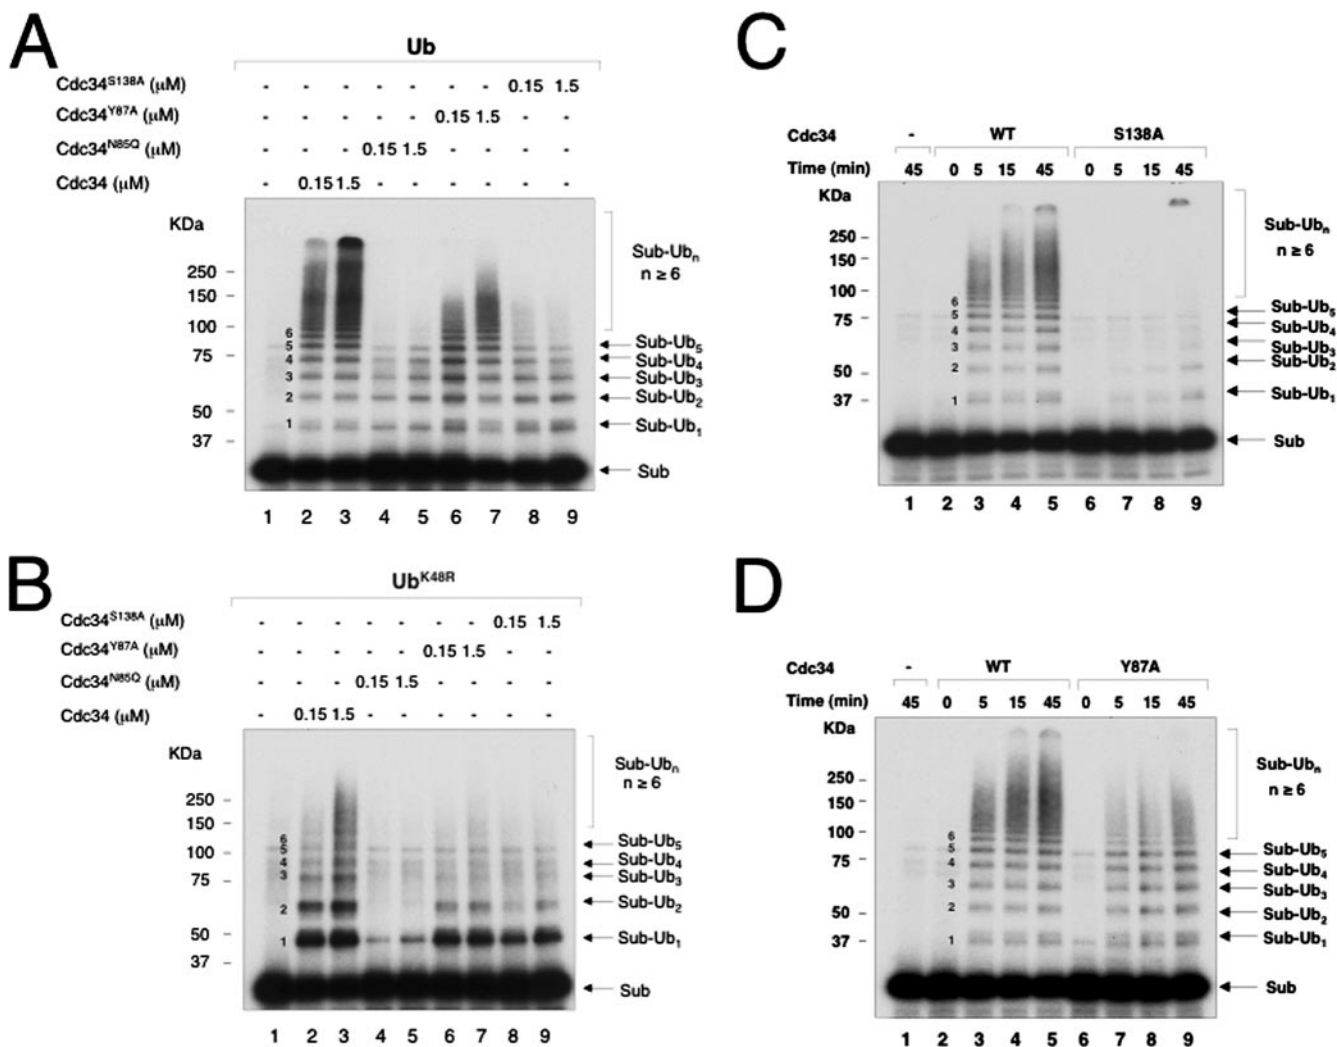 A
Ub
Cdc34S138A (μM) - - - - - - - 0.15 1.5
Cdc34Y87A (μM) - - - - - 0.15 1.5 - -
Cdc34N85Q (μM) - - - 0.15 1.5 - - - -
Cdc34 (μM) - 0.15 1.5 - - - - - -
KDa
250
150
100
75
50
37
6
5
4
3
2
1
Sub-Ubn
n ≥ 6
Sub-Ub5
Sub-Ub4
Sub-Ub3
Sub-Ub2
Sub-Ub1
Sub
1 2 3 4 5 6 7 8 9
B
UbK48R
Cdc34S138A (μM) - - - - - - - 0.15 1.5
Cdc34Y87A (μM) - - - - - 0.15 1.5 - -
Cdc34N85Q (μM) - - - 0.15 1.5 - - - -
Cdc34 (μM) - 0.15 1.5 - - - - - -
KDa
250
150
100
75
50
37
6
5
4
3
2
1
Sub-Ubn
n ≥ 6
Sub-Ub5
Sub-Ub4
Sub-Ub3
Sub-Ub2
Sub-Ub1
Sub
1 2 3 4 5 6 7 8 9
C
Cdc34 - WT S138A
Time (min) 45 0 5 15 45 0 5 15 45
KDa
250
150
100
75
50
37
6
5
4
3
2
1
Sub-Ubn
n ≥ 6
Sub-Ub5
Sub-Ub4
Sub-Ub3
Sub-Ub2
Sub-Ub1
Sub
1 2 3 4 5 6 7 8 9
D
Cdc34 - WT Y87A
Time (min) 45 0 5 15 45 0 5 15 45
KDa
250
150
100
75
50
37
6
5
4
3
2
1
Sub-Ubn
n ≥ 6
Sub-Ub5
Sub-Ub4
Sub-Ub3
Sub-Ub2
Sub-Ub1
Sub
1 2 3 4 5 6 7 8 9